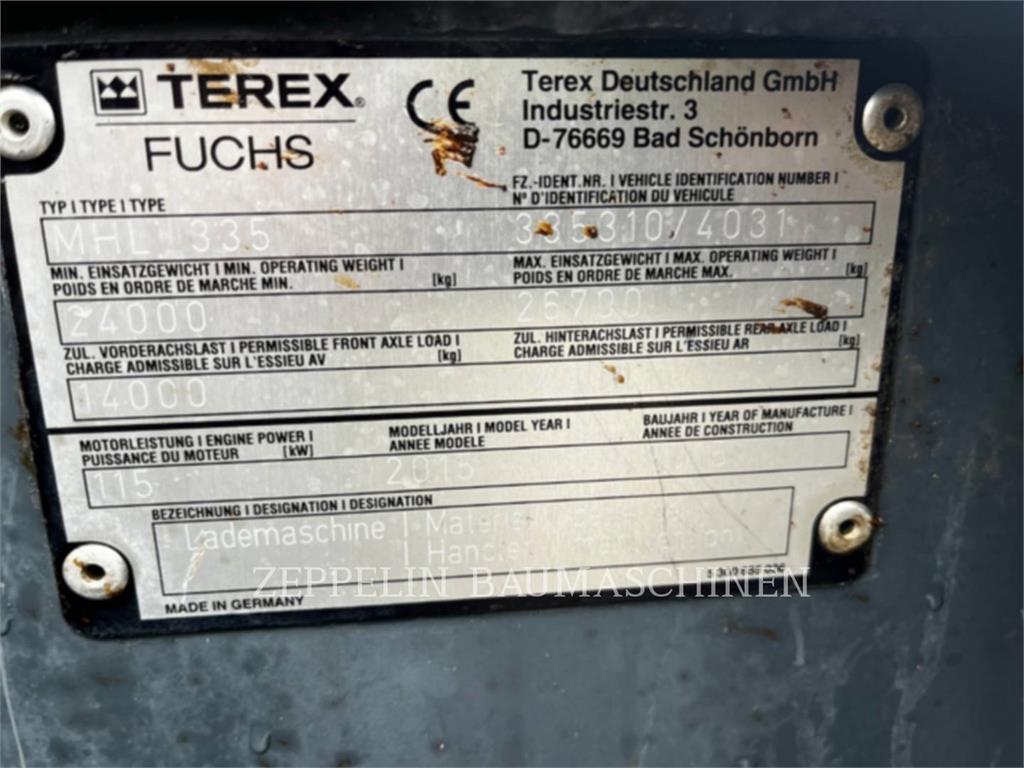 TEREX®
FUCHS
CE
Terex Deutschland GmbH
Industriestr. 3
D-76669 Bad Schönborn
FZ.-IDENT.NR. I VEHICLE IDENTIFICATION NUMBER I
N° D'IDENTIFICATION DU VEHICULE
TYP I TYPE I TYPE
MHL 335
335310/4031
MIN. EINSATZGEWICHT I MIN. OPERATING WEIGHT I
POIDS EN ORDRE DE MARCHE MIN. [kg]
MAX. EINSATZGEWICHT I MAX. OPERATING WEIGHT I
POIDS EN ORDRE DE MARCHE MAX. [kg]
24000
ZUL. VORDERACHSLAST I PERMISSIBLE FRONT AXLE LOAD I
CHARGE ADMISSIBLE SUR L'ESSIEU AV [kg]
ZUL. HINTERACHSLAST I PERMISSIBLE REAR AXLE LOAD I
CHARGE ADMISSIBLE SUR L'ESSIEU AR [kg]
14000
MOTORLEISTUNG I ENGINE POWER I
PUISSANCE DU MOTEUR [kW]
MODELLJAHR I MODEL YEAR I
ANNEE MODELE
BAUJAHR I YEAR OF MANUFACTURE I
ANNEE DE CONSTRUCTION
115
2015
BEZEICHNUNG I DESIGNATION I DESIGNATION
Lademaschine |
MADE IN GERMANY
ZEPPELIN BAUMASCHINEN